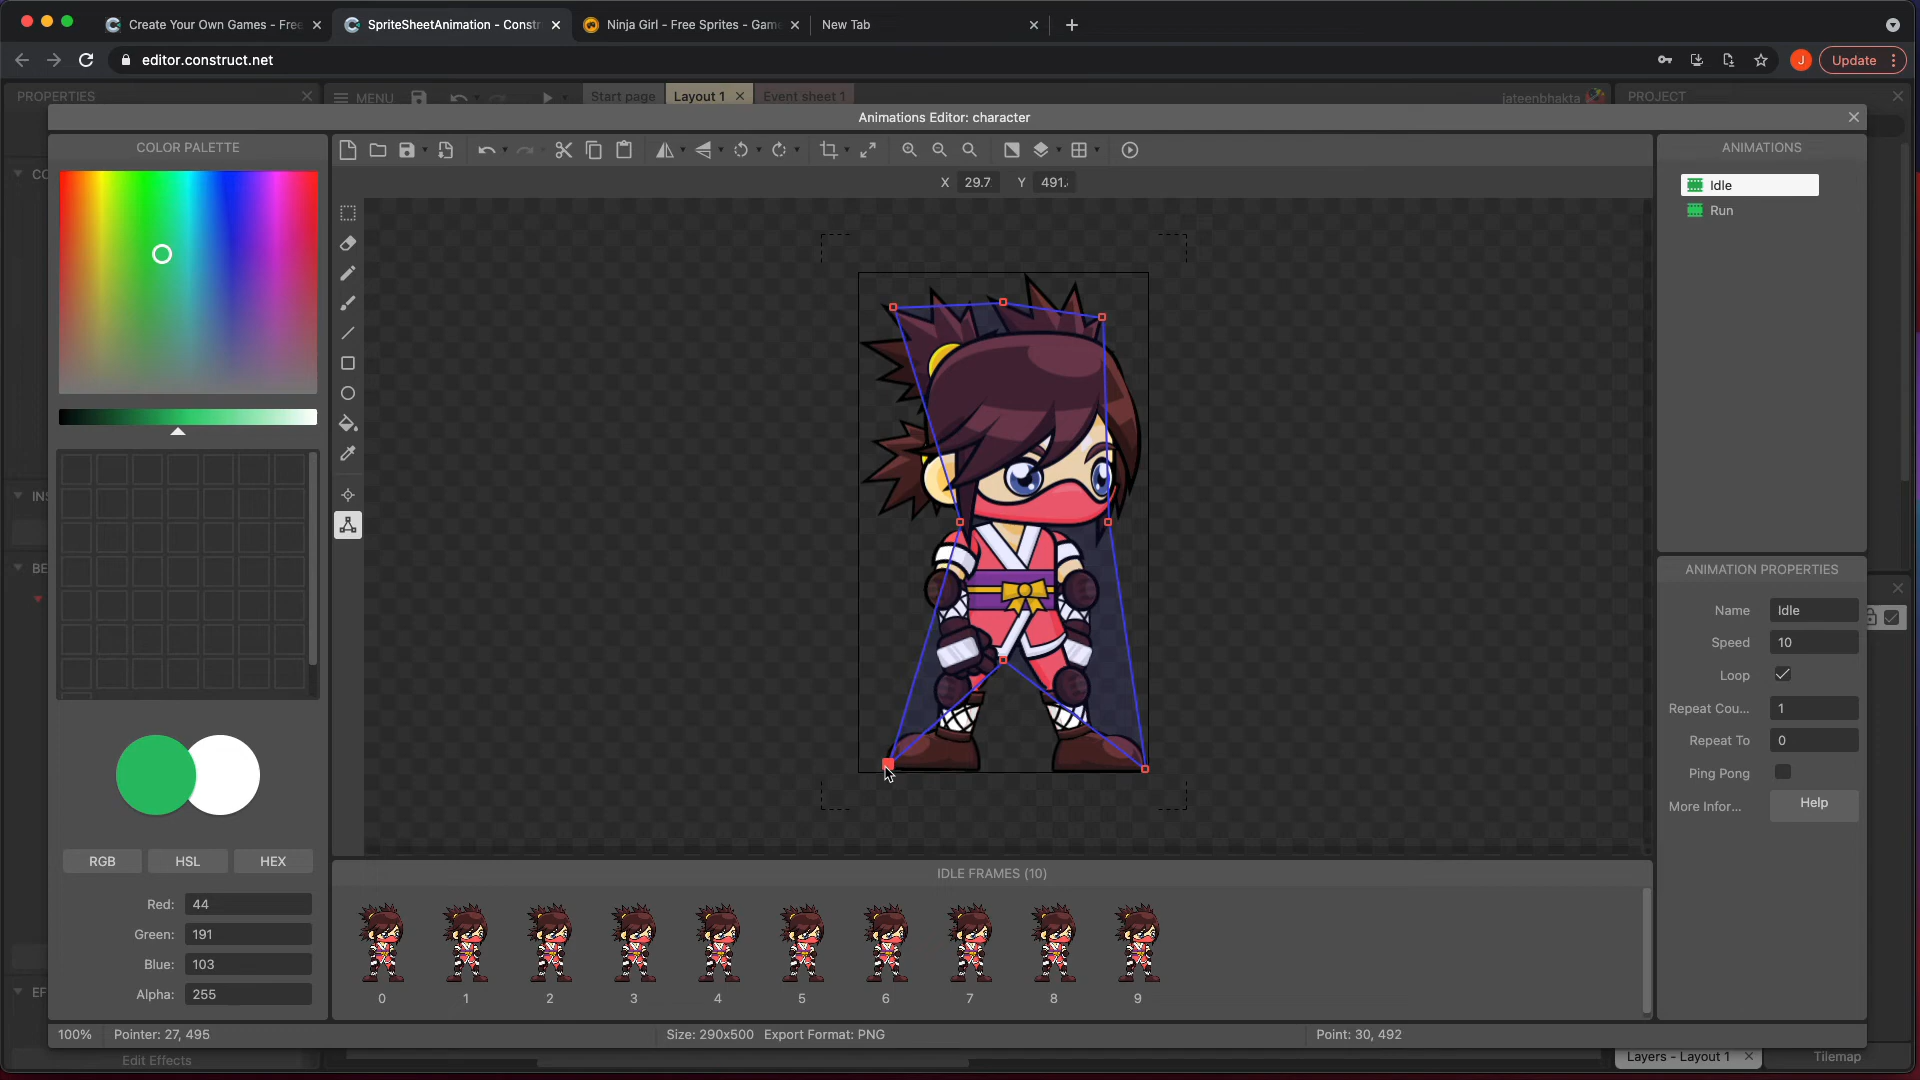 Create Your Own Games - Free
SpriteSheetAnimation - Constr
Ninja Girl - Free Sprites - Game
New Tab
editor.construct.net
J
Update
PROPERTIES
MENU
Start page
Layout 1
Event sheet 1
jateenbhakta
PROJECT
Animations Editor: character
COLOR PALETTE
ANIMATIONS
X 29.7 Y 491.
CO
Idle
Run
INS
BE
ANIMATION PROPERTIES
Name Idle
Speed 10
Loop
Repeat Cou... 1
Repeat To 0
Ping Pong
More Infor... Help
RGB HSL HEX
IDLE FRAMES (10)
Red: 44
Green: 191
Blue: 103
Alpha: 255
EF
0 1 2 3 4 5 6 7 8 9
100% Pointer: 27, 495 Size: 290x500 Export Format: PNG Point: 30, 492
Edit Effects
Layers - Layout 1
Tilemap